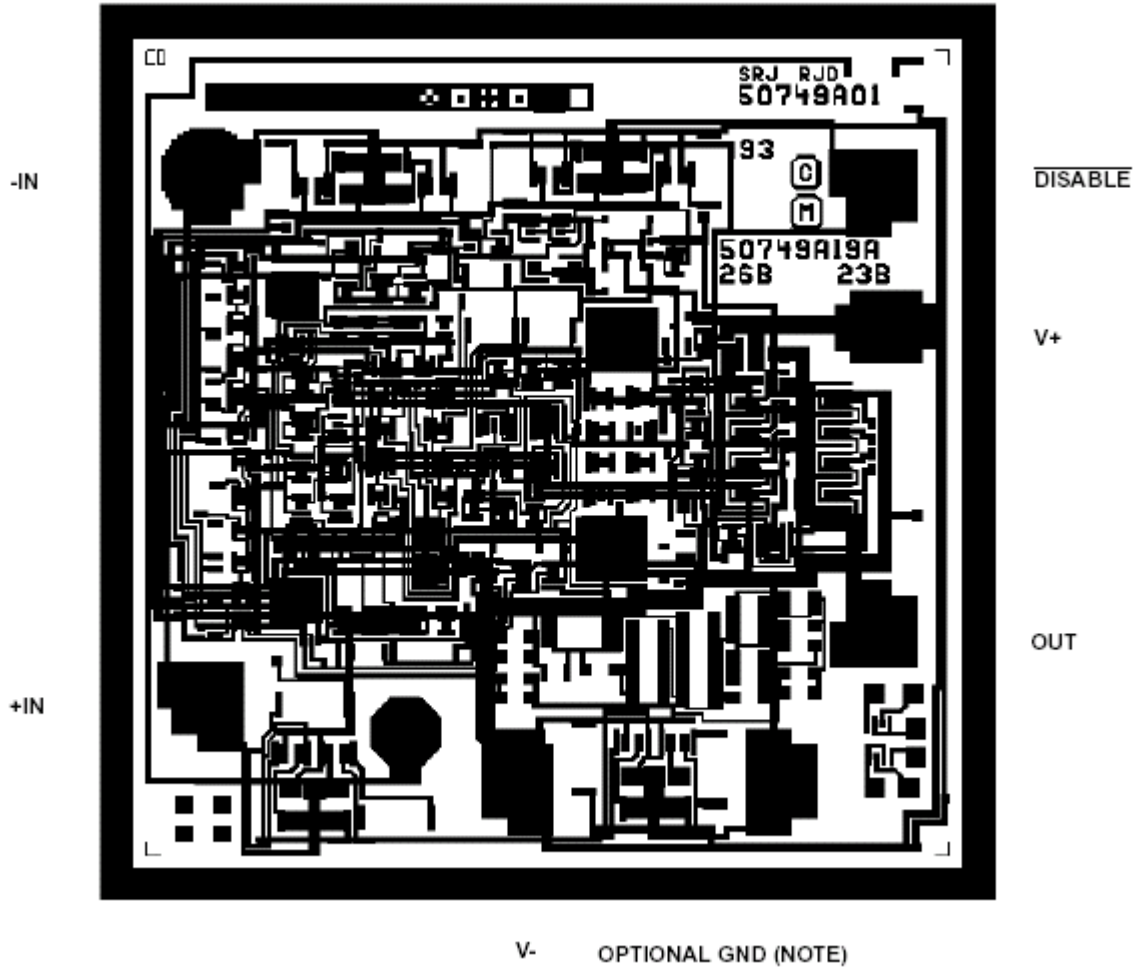 CD
SRJ RJD
50749A01
93
C
M
-IN
DISABLE
50749A19A
26B 23B
V+
OUT
+IN
V- OPTIONAL GND (NOTE)